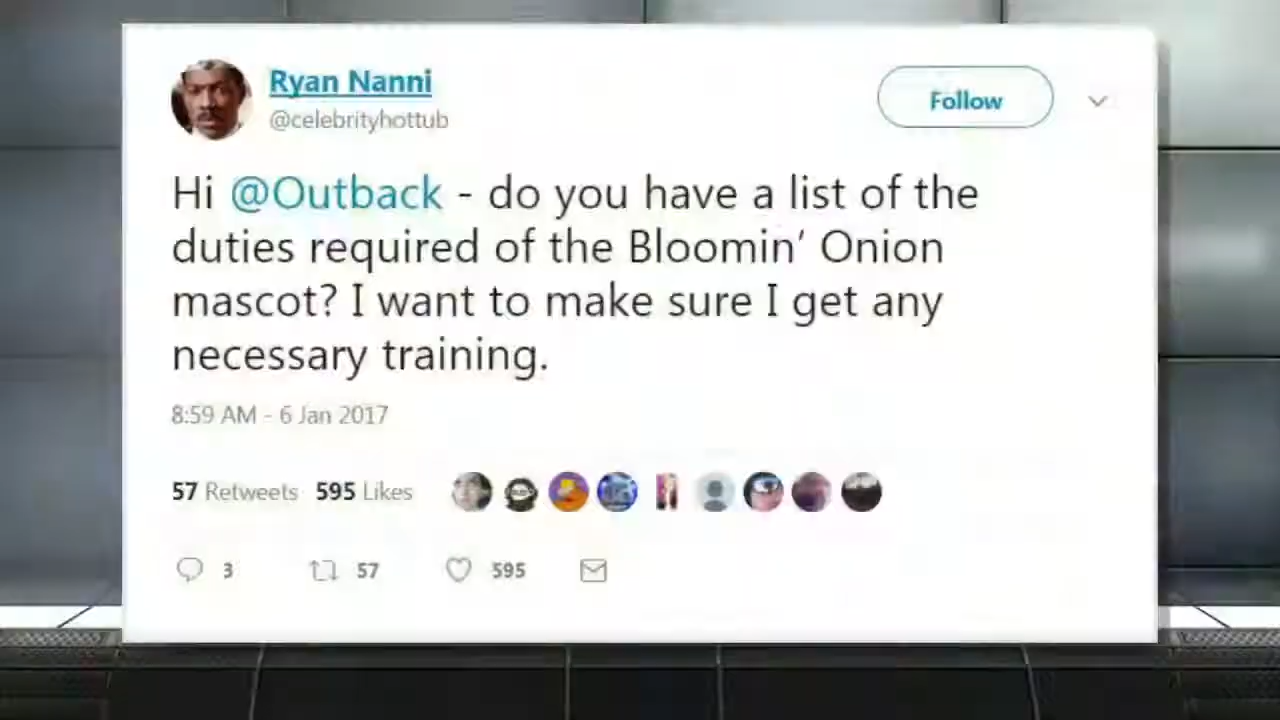 Ryan Nanni
@celebrityhottub
Follow
Hi @Outback - do you have a list of the
duties required of the Bloomin' Onion
mascot? I want to make sure I get any
necessary training.
8:59 AM - 6 Jan 2017
57 Retweets 595 Likes
3 57 595